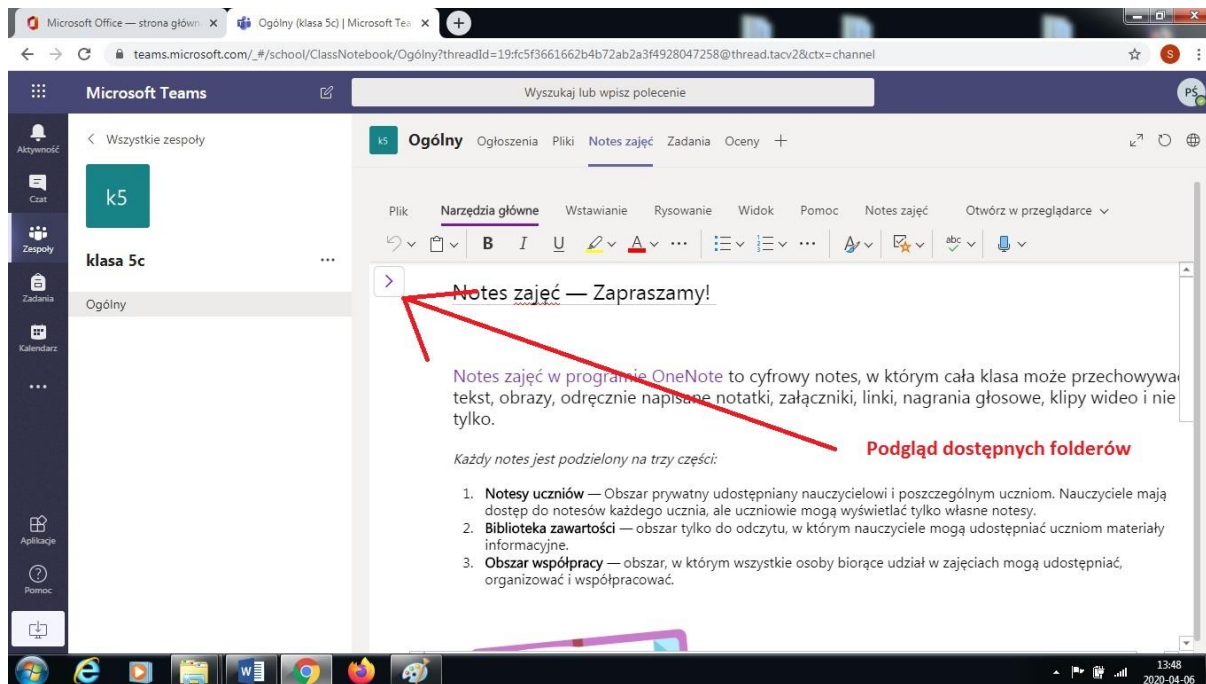 Microsoft Office — strona główn
Ogólny (klasa 5c) | Microsoft Tea
teams.microsoft.com/_#/school/ClassNotebook/Ogólny?threadId=19:fc5f3661662b4b72ab2a3f4928047258@thread.tacv2&ctx=channel
S
Microsoft Teams
Wyszukaj lub wpisz polecenie
PŚ
Aktywność
Czat
Zespoły
Zadania
Kalendarz
Aplikacje
Pomoc
Wszystkie zespoły
k5
klasa 5c
Ogólny
k5 Ogólny Ogłoszenia Pliki Notes zajęć Zadania Oceny
Plik Narzędzia główne Wstawianie Rysowanie Widok Pomoc Notes zajęć Otwórz w przeglądarce
B I U A abc
Notes zajęć — Zapraszamy!
Notes zajęć w programie OneNote to cyfrowy notes, w którym cała klasa może przechowywa
tekst, obrazy, odręcznie napisane notatki, załączniki, linki, nagrania głosowe, klipy wideo i nie
tylko.
Podgląd dostępnych folderów
Każdy notes jest podzielony na trzy części:
1. Notesy uczniów — Obszar prywatny udostępniany nauczycielowi i poszczególnym uczniom. Nauczyciele mają
dostęp do notesów każdego ucznia, ale uczniowie mogą wyświetlać tylko własne notesy.
2. Biblioteka zawartości — obszar tylko do odczytu, w którym nauczyciele mogą udostępniać uczniom materiały
informacyjne.
3. Obszar współpracy — obszar, w którym wszystkie osoby biorące udział w zajęciach mogą udostępniać,
organizować i współpracować.
13:48
2020-04-06